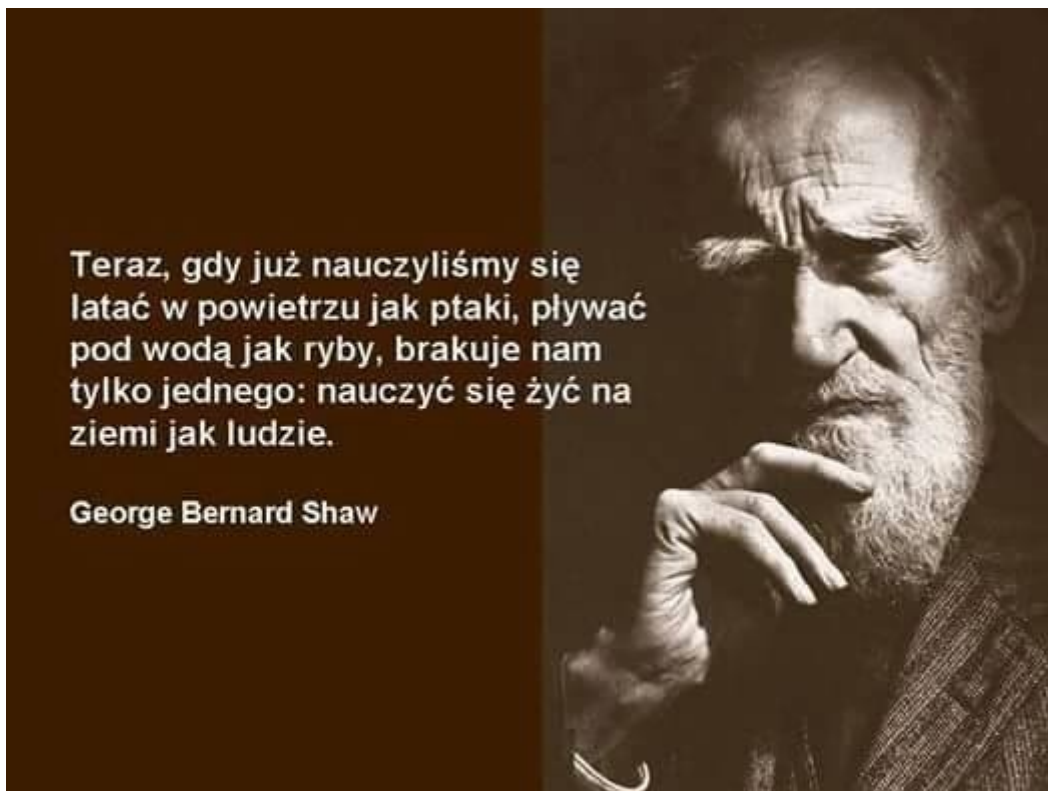 Teraz, gdy już nauczyliśmy się
latać w powietrzu jak ptaki, pływać
pod wodą jak ryby, brakuje nam
tylko jednego: nauczyć się żyć na
ziemi jak ludzie.
George Bernard Shaw